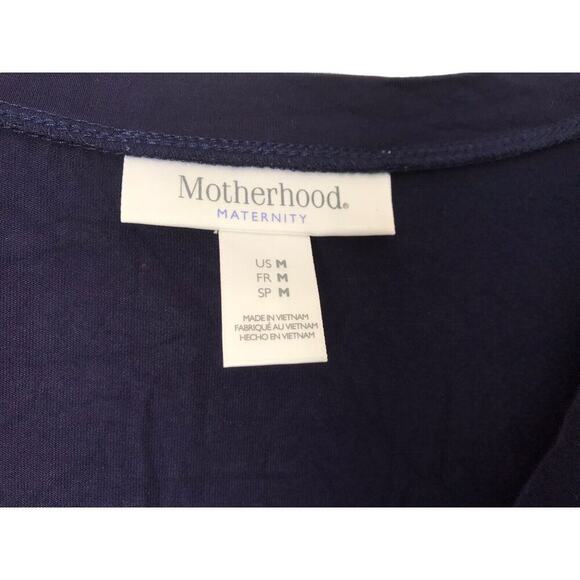 Motherhood®
MATERNITY
US M
FR M
SP M
MADE IN VIETNAM
FABRIQUÉ AU VIETNAM
HECHO EN VIETNAM